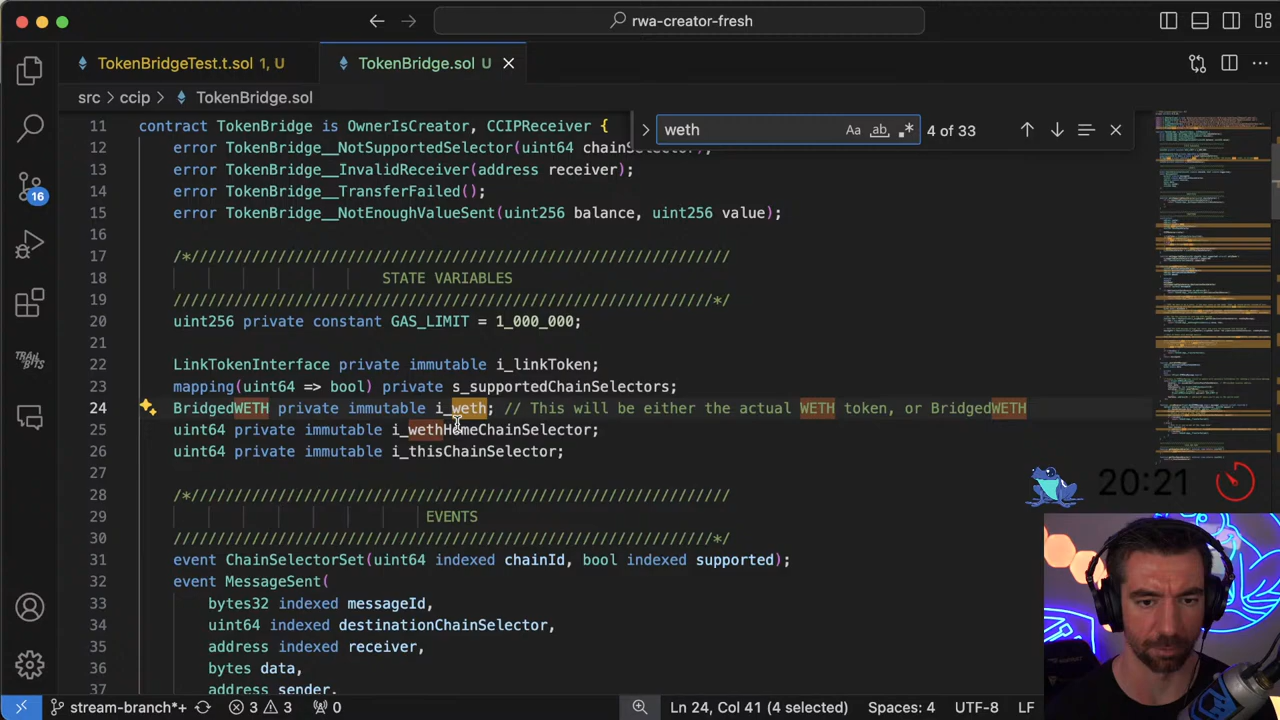 rwa-creator-fresh
TokenBridgeTest.t.sol 1, U
TokenBridge.sol U
src > ccip > TokenBridge.sol
weth
Aa ab .* 4 of 33
11 contract TokenBridge is OwnerIsCreator, CCIPReceiver {
12 error TokenBridge__NotSupportedSelector(uint64 chainSelector);
13 error TokenBridge__InvalidReceiver(address receiver);
14 error TokenBridge__TransferFailed();
15 error TokenBridge__NotEnoughValueSent(uint256 balance, uint256 value);
16
17 /*////////////////////////////////////////////////////////////////
18 STATE VARIABLES
19 ////////////////////////////////////////////////////////////////*/
20 uint256 private constant GAS_LIMIT = 1_000_000;
21
22 LinkTokenInterface private immutable i_linkToken;
23 mapping(uint64 => bool) private s_supportedChainSelectors;
24 BridgedWETH private immutable i_weth; // This will be either the actual WETH token, or BridgedWETH
25 uint64 private immutable i_wethHomeChainSelector;
26 uint64 private immutable i_thisChainSelector;
27
28 /*////////////////////////////////////////////////////////////////
29 EVENTS
30 ////////////////////////////////////////////////////////////////*/
31 event ChainSelectorSet(uint64 indexed chainId, bool indexed supported);
32 event MessageSent(
33 bytes32 indexed messageId,
34 uint64 indexed destinationChainSelector,
35 address indexed receiver,
36 bytes data,
37 address sender,
16
TRAIL
BITS
20:21
stream-branch*+ 3 3 0 Ln 24, Col 41 (4 selected) Spaces: 4 UTF-8 LF